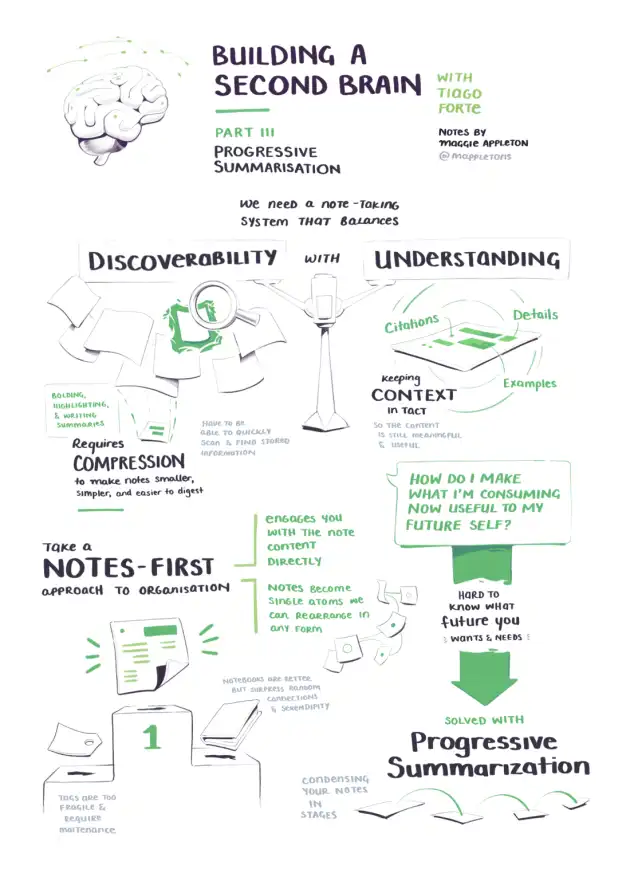 BUILDING A
SECOND BRAIN
WITH
TIAGO
FORTE
PART III
PROGRESSIVE
SUMMARISATION
NOTES BY
MAGGIE APPLETON
@MAPPLETONS
WE NEED A NOTE-TAKING
SYSTEM THAT BALANCES
DISCOVERABILITY
WITH
UNDERSTANDING
Citations
Details
Examples
BOLDING,
HIGHLIGHTING,
& WRITING
SUMMARIES
HAVE TO BE
ABLE TO QUICKLY
SCAN & FIND STORED
INFORMATION
Requires
COMPRESSION
to make notes smaller,
simpler, and easier to digest
keeping
CONTEXT
IN TACT
SO THE CONTENT
IS STILL MEANINGFUL
& USEFUL
HOW DO I MAKE
WHAT I'M CONSUMING
NOW USEFUL TO MY
FUTURE SELF?
TAKE A
NOTES-FIRST
APPROACH TO ORGANISATION
ENGAGES YOU
WITH THE NOTE
CONTENT
DIRECTLY
NOTES BECOME
SINGLE ATOMS WE
CAN REARRANGE IN
ANY FORM
HARD TO
KNOW WHAT
future you
WANTS & NEEDS
NOTEBOOKS ARE BETTER
BUT SUPRESS RANDOM
CONNECTIONS
& SERENDIPITY
1
TAGS ARE TOO
FRAGILE &
REQUIRE
SOLVED WITH
Progressive
Summarization
CONDENSING
YOUR NOTES
IN
STAGES